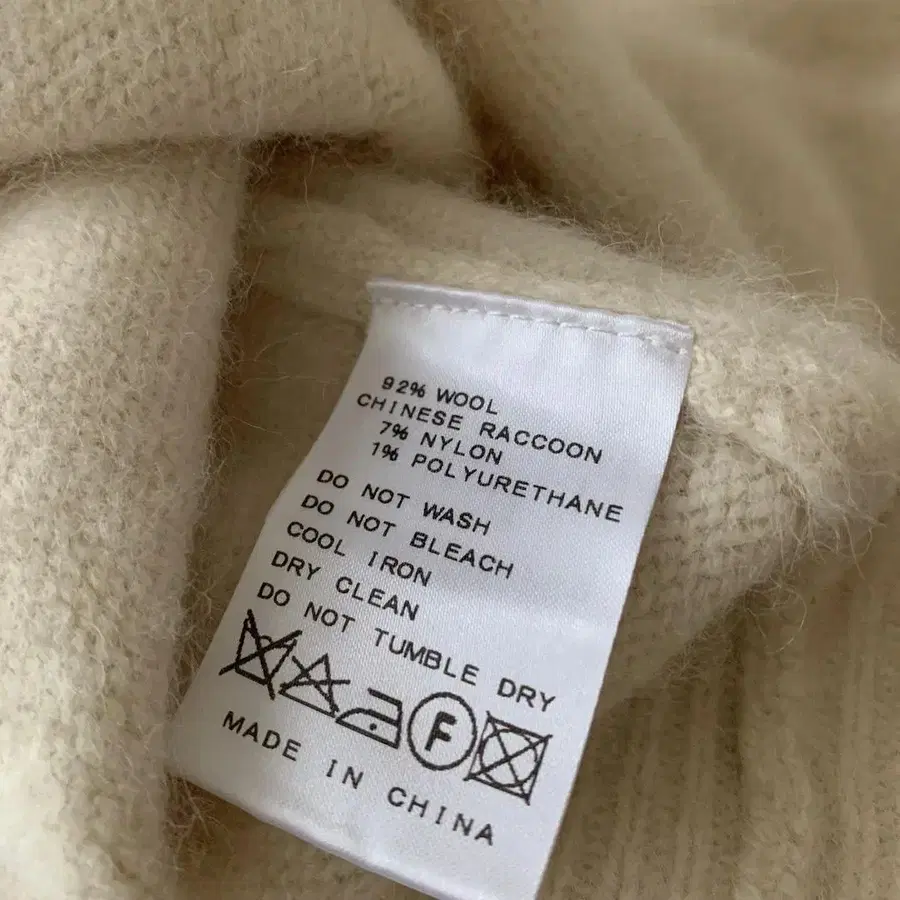 92% WOOL
CHINESE RACCOON
7% NYLON
1% POLYURETHANE
DO NOT WASH
DO NOT BLEACH
COOL IRON
DRY CLEAN
DO NOT TUMBLE DRY
F
MADE IN CHINA